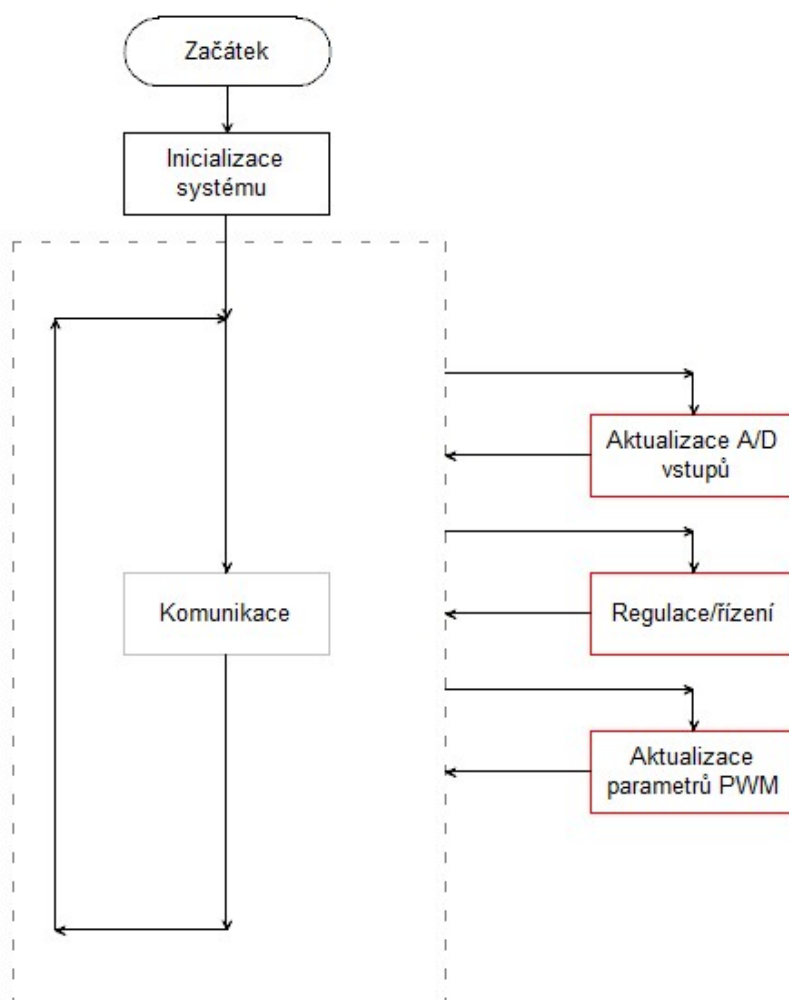 Začátek
Inicializace
systému
Aktualizace A/D
vstupů
Komunikace
Regulace/řízení
Aktualizace
parametrů PWM